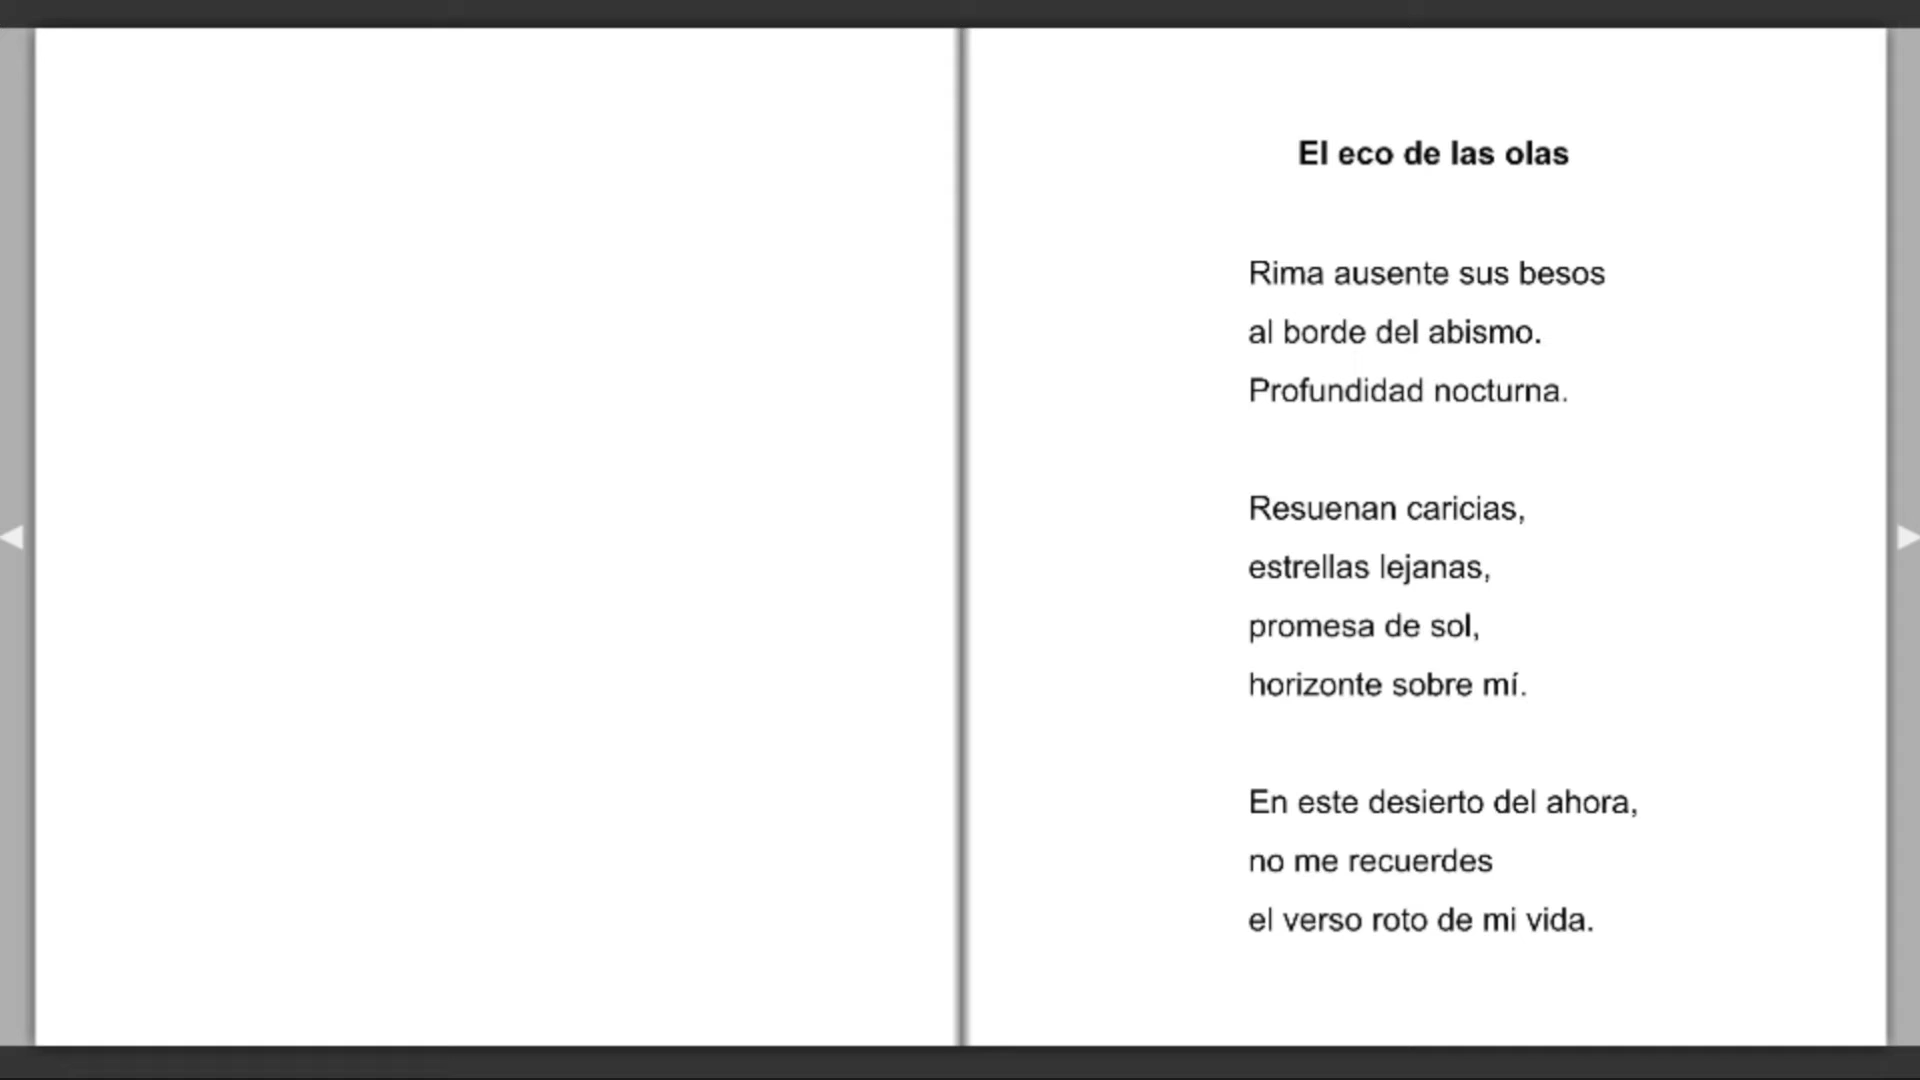 El eco de las olas
Rima ausente sus besos
al borde del abismo.
Profundidad nocturna.
Resuenan caricias,
estrellas lejanas,
promesa de sol,
horizonte sobre mí.
En este desierto del ahora,
no me recuerdes
el verso roto de mi vida.